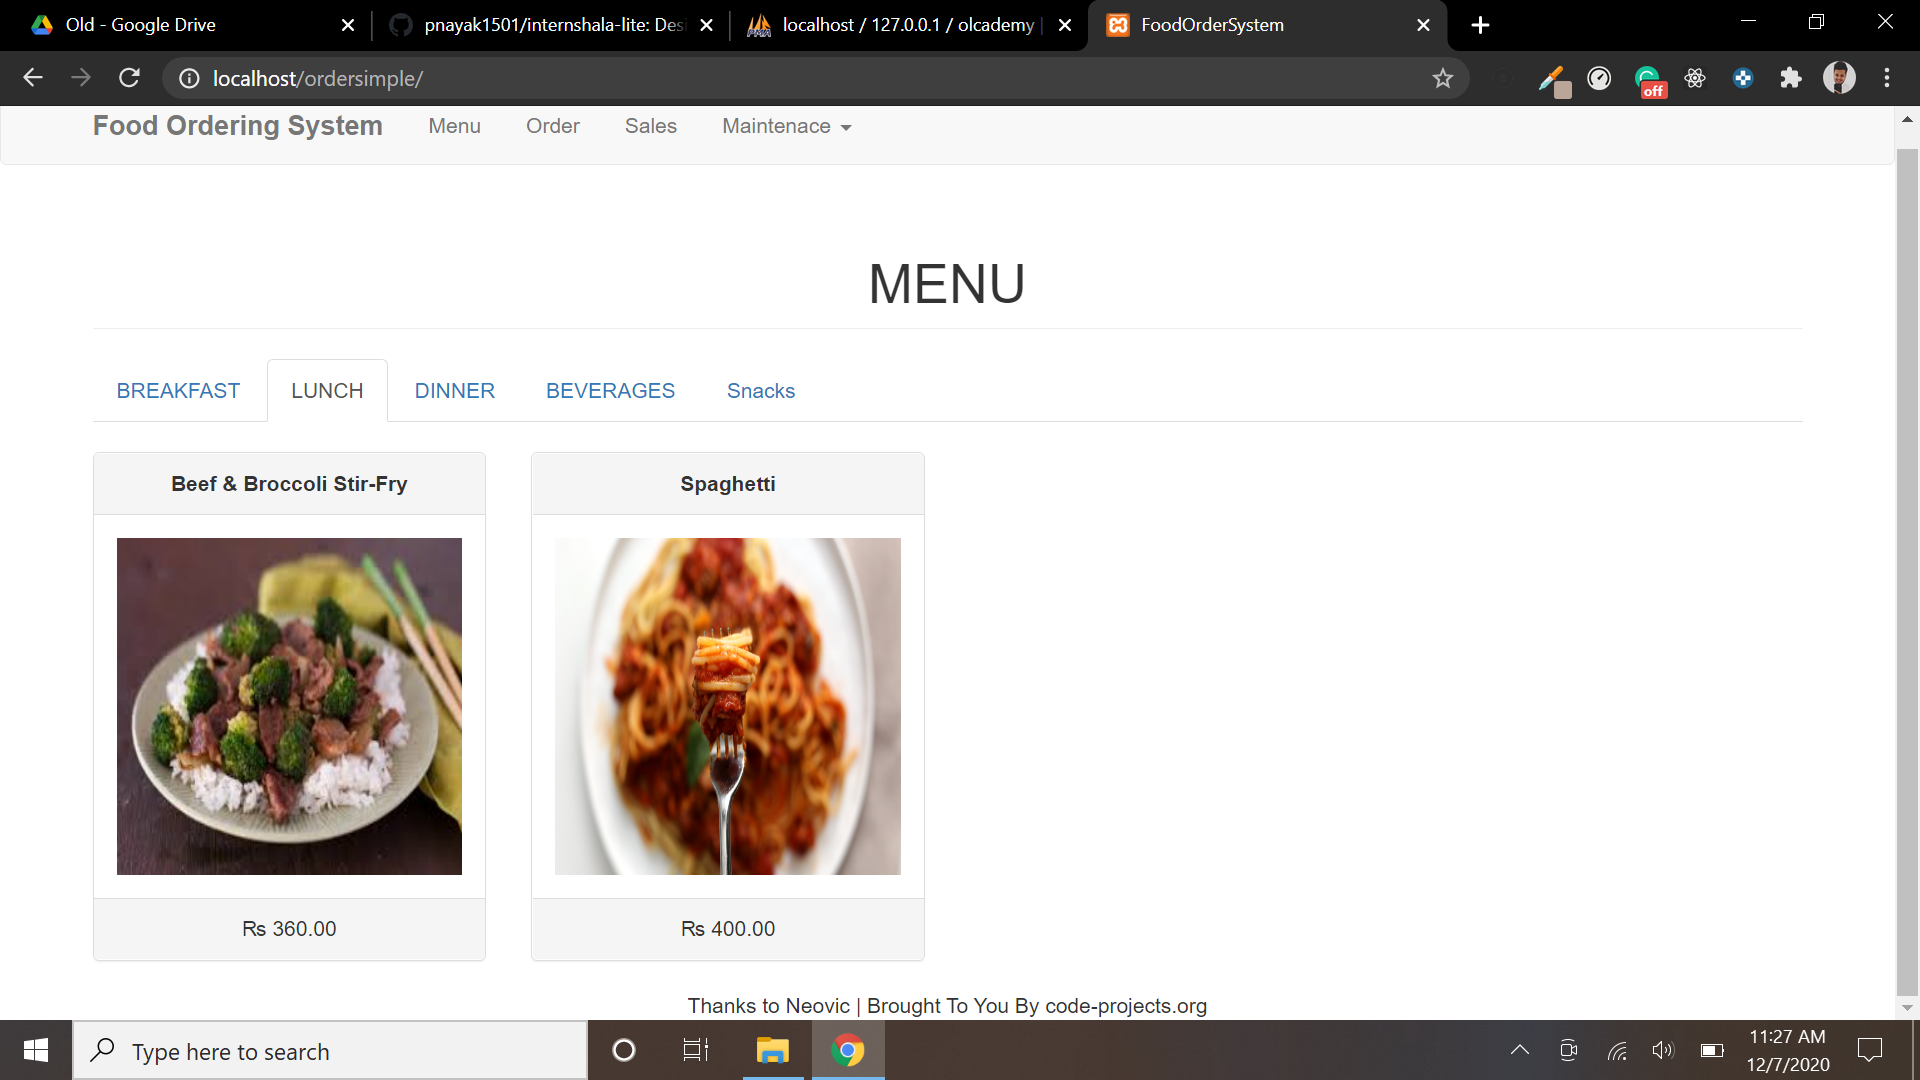 Old - Google Drive
pnayak1501/internshala-lite: Des
localhost / 127.0.0.1 / olcademy |
FoodOrderSystem
localhost/ordersimple/
off
Food Ordering System Menu Order Sales Maintenace
MENU
BREAKFAST LUNCH DINNER BEVERAGES Snacks
Beef & Broccoli Stir-Fry
₨ 360.00
Spaghetti
₨ 400.00
Thanks to Neovic | Brought To You By code-projects.org
Type here to search
11:27 AM
12/7/2020